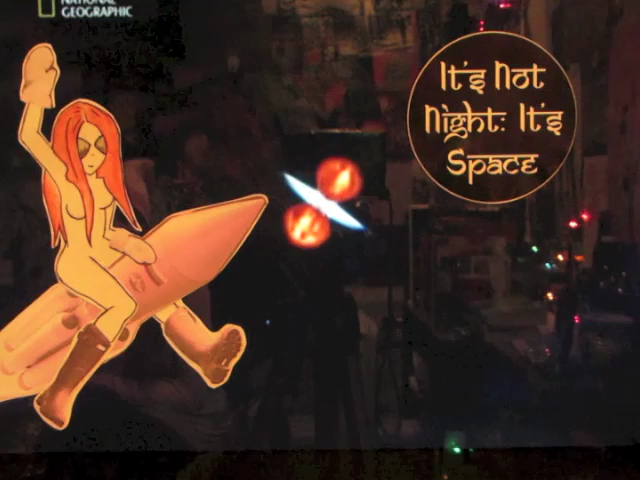 NATIONAL
GEOGRAPHIC
It's Not
Night: It's
Space